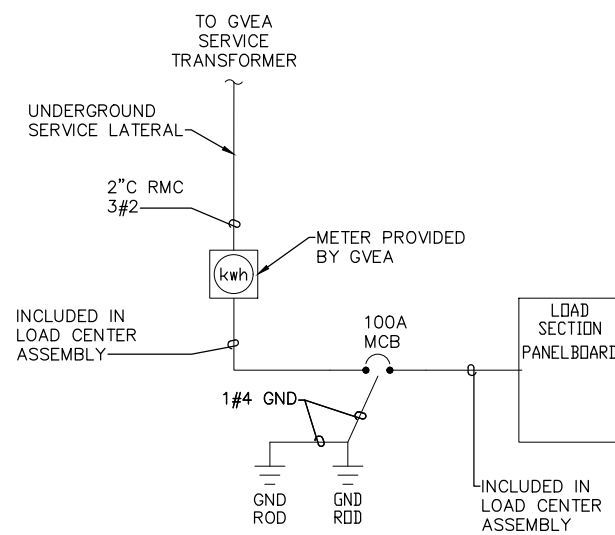 TO GVEA
SERVICE
TRANSFORMER
UNDERGROUND
SERVICE LATERAL
2"C RMC
3#2
kwh
METER PROVIDED
BY GVEA
INCLUDED IN
LOAD CENTER
ASSEMBLY
100A
MCB
LOAD
SECTION
PANELBOARD
1#4 GND
GND
ROD
GND
ROD
INCLUDED IN
LOAD CENTER
ASSEMBLY